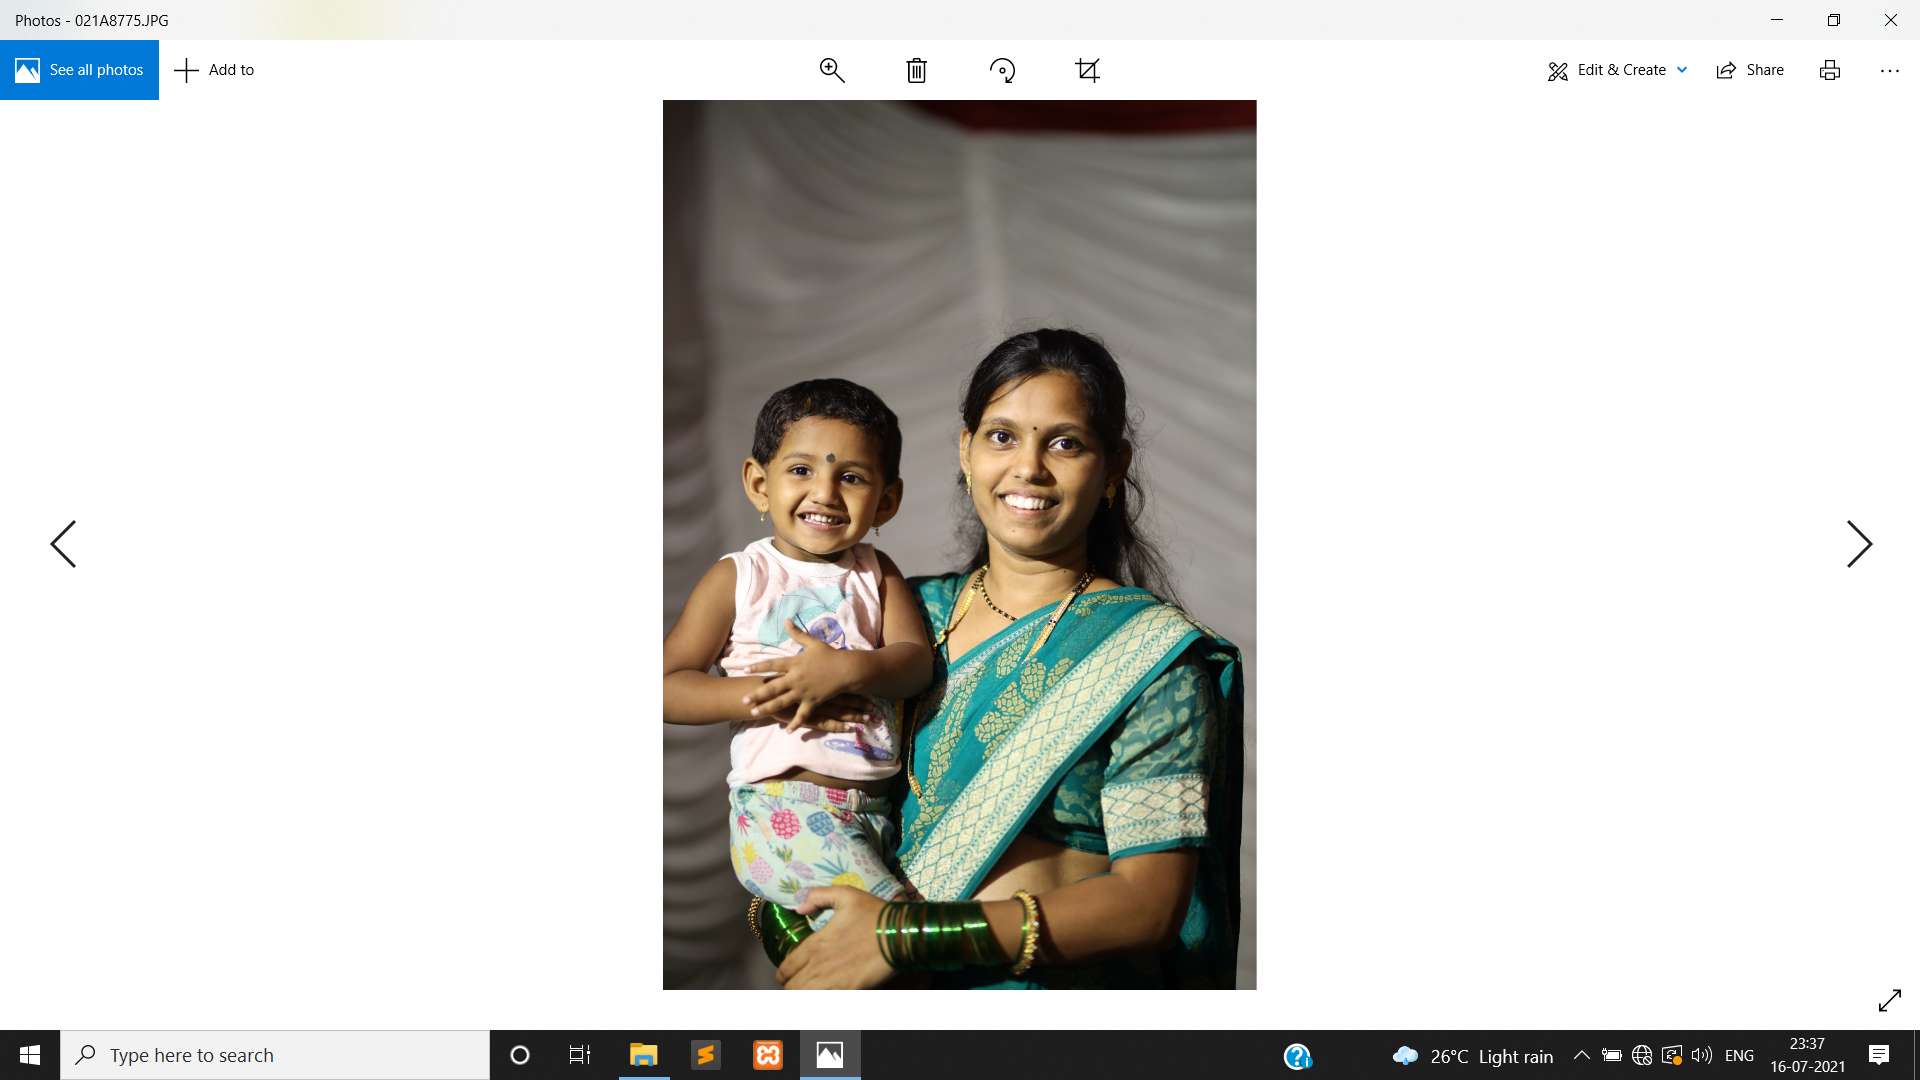 Photos - 021A8775.JPG
See all photos
Add to
Edit & Create
Share
Type here to search
26°C Light rain
ENG
23:37
16-07-2021